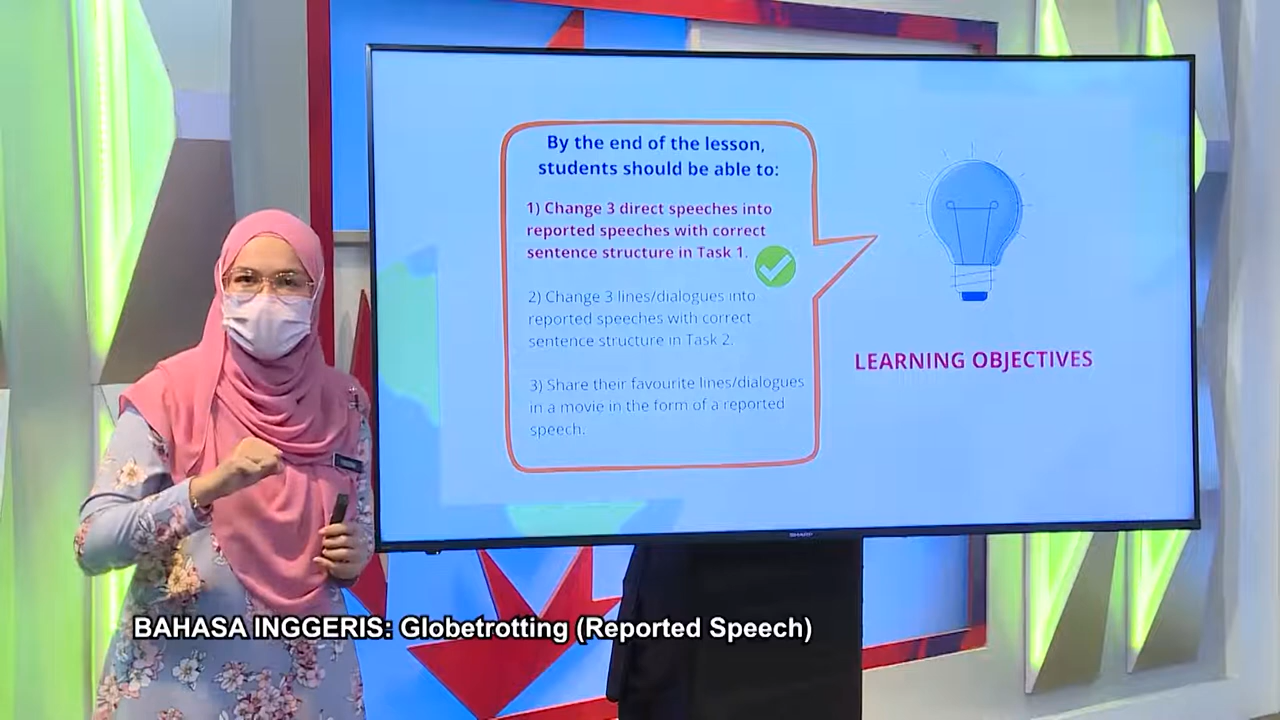 By the end of the lesson,
students should be able to:
1) Change 3 direct speeches into
reported speeches with correct
sentence structure in Task 1.
2) Change 3 lines/dialogues into
reported speeches with correct
sentence structure in Task 2.
3) Share their favourite lines/dialogues
in a movie in the form of a reported
speech.
LEARNING OBJECTIVES
SHARP
BAHASA INGGERIS: Globetrotting (Reported Speech)